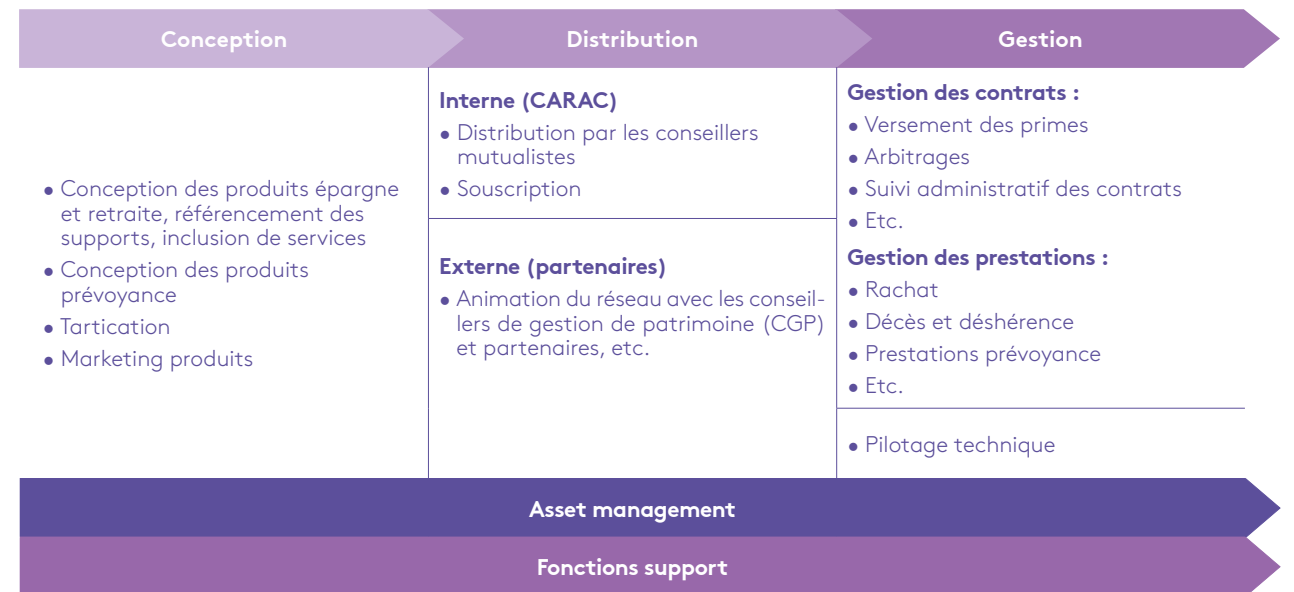 Conception
Distribution
Gestion
• Conception des produits épargne
et retraite, référencement des
supports, inclusion de services
• Conception des produits
prévoyance
• Tartication
• Marketing produits
Interne (CARAC)
• Distribution par les conseillers
mutualistes
• Souscription
Externe (partenaires)
• Animation du réseau avec les conseil-
lers de gestion de patrimoine (CGP)
et partenaires, etc.
Gestion des contrats :
• Versement des primes
• Arbitrages
• Suivi administratif des contrats
• Etc.
Gestion des prestations :
• Rachat
• Décès et déshérence
• Prestations prévoyance
• Etc.
• Pilotage technique
Asset management
Fonctions support